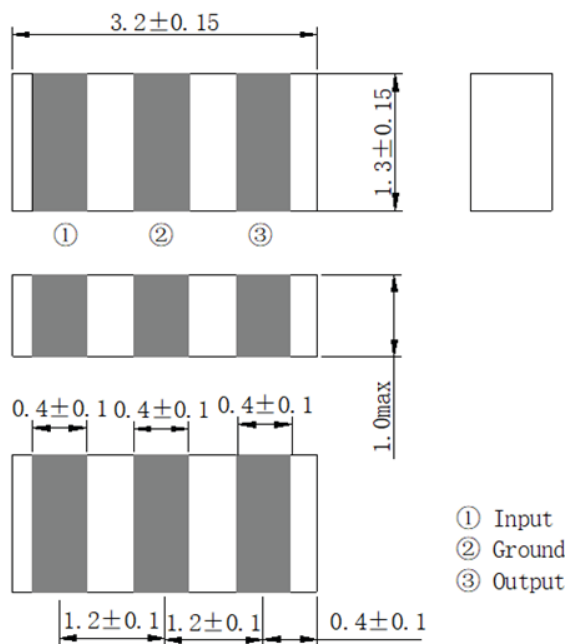 3.2±0.15
1.3±0.15
① ② ③
1.0max
0.4±0.1 0.4±0.1 0.4±0.1
① Input
② Ground
③ Output
1.2±0.1 1.2±0.1 0.4±0.1